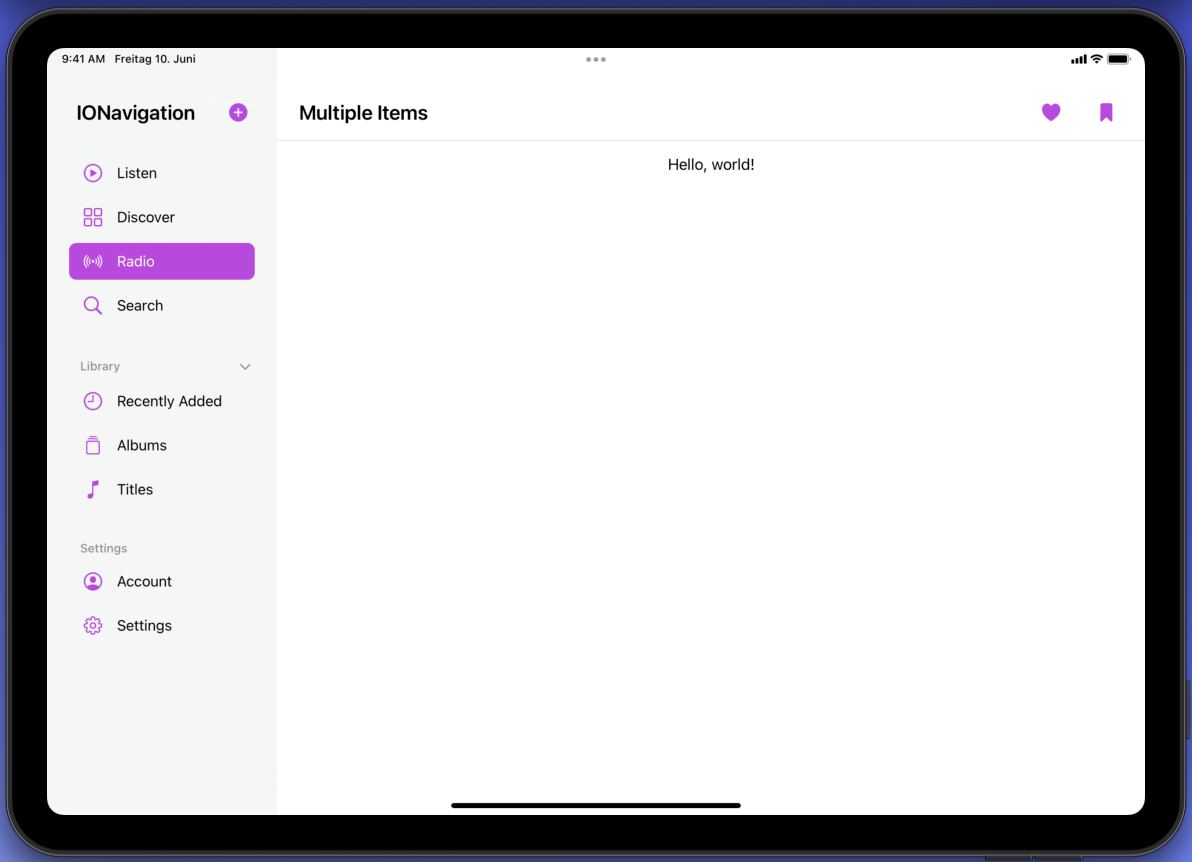 9:41 AM Freitag 10. Juni
IONavigation
Listen
Discover
Radio
Search
Library
Recently Added
Albums
Titles
Settings
Account
Settings
Multiple Items
Hello, world!